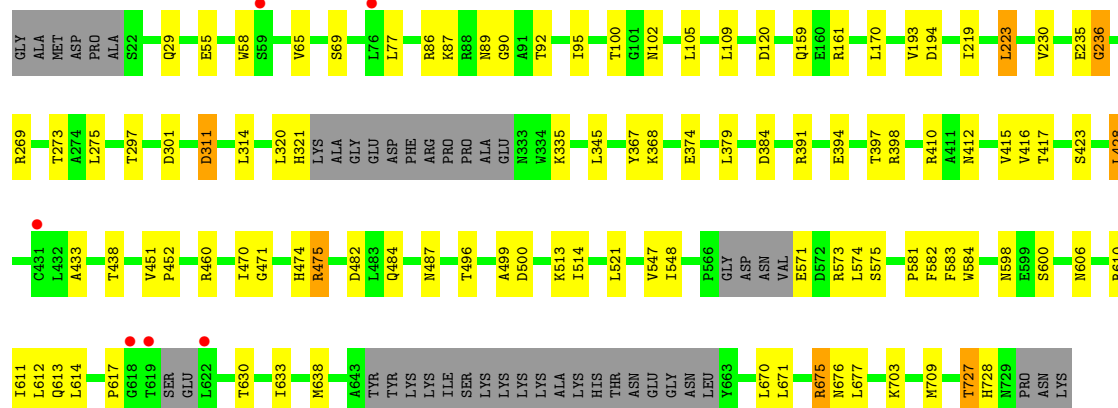 GLY ALA MET ASP PRO ALA S22 Q29 E55 W58 S59 V65 S69 L76 L77 R86 K87 R88 N89 G90 A91 T92 I95 T100 G101 N102 L105 L109 D120 Q159 E160 R161 L170 V193 D194 I219 L223 V230 E235 G236
R269 T273 A274 L275 T297 D301 D311 L314 L320 H321 LYS ALA GLY GLU ASP PHE ARG PRO PRO ALA GLU N333 W334 K335 L345 Y367 K368 E374 L379 D384 R391 E394 T397 R398 R410 A411 N412 V415 V416 T417 S423
C431 L432 A433 T438 V451 P452 R460 I470 G471 H474 R475 D482 L483 Q484 N487 T496 A499 D500 K513 I514 L521 V547 I548 P566 GLY ASP ASN VAL E571 D572 R573 L574 S575 P581 F582 F583 W584 N598 E599 S600 N606
I611 L612 Q613 L614 P617 G618 T619 SER GLU L622 T630 I633 M638 A643 TYR TYR LYS LYS ILE SER LYS LYS LYS LYS ALA LYS HIS THR ASN GLU GLY ASN LEU Y663 L670 L671 R675 N676 L677 K703 M709 T727 H728 N729 PRO ASN LYS